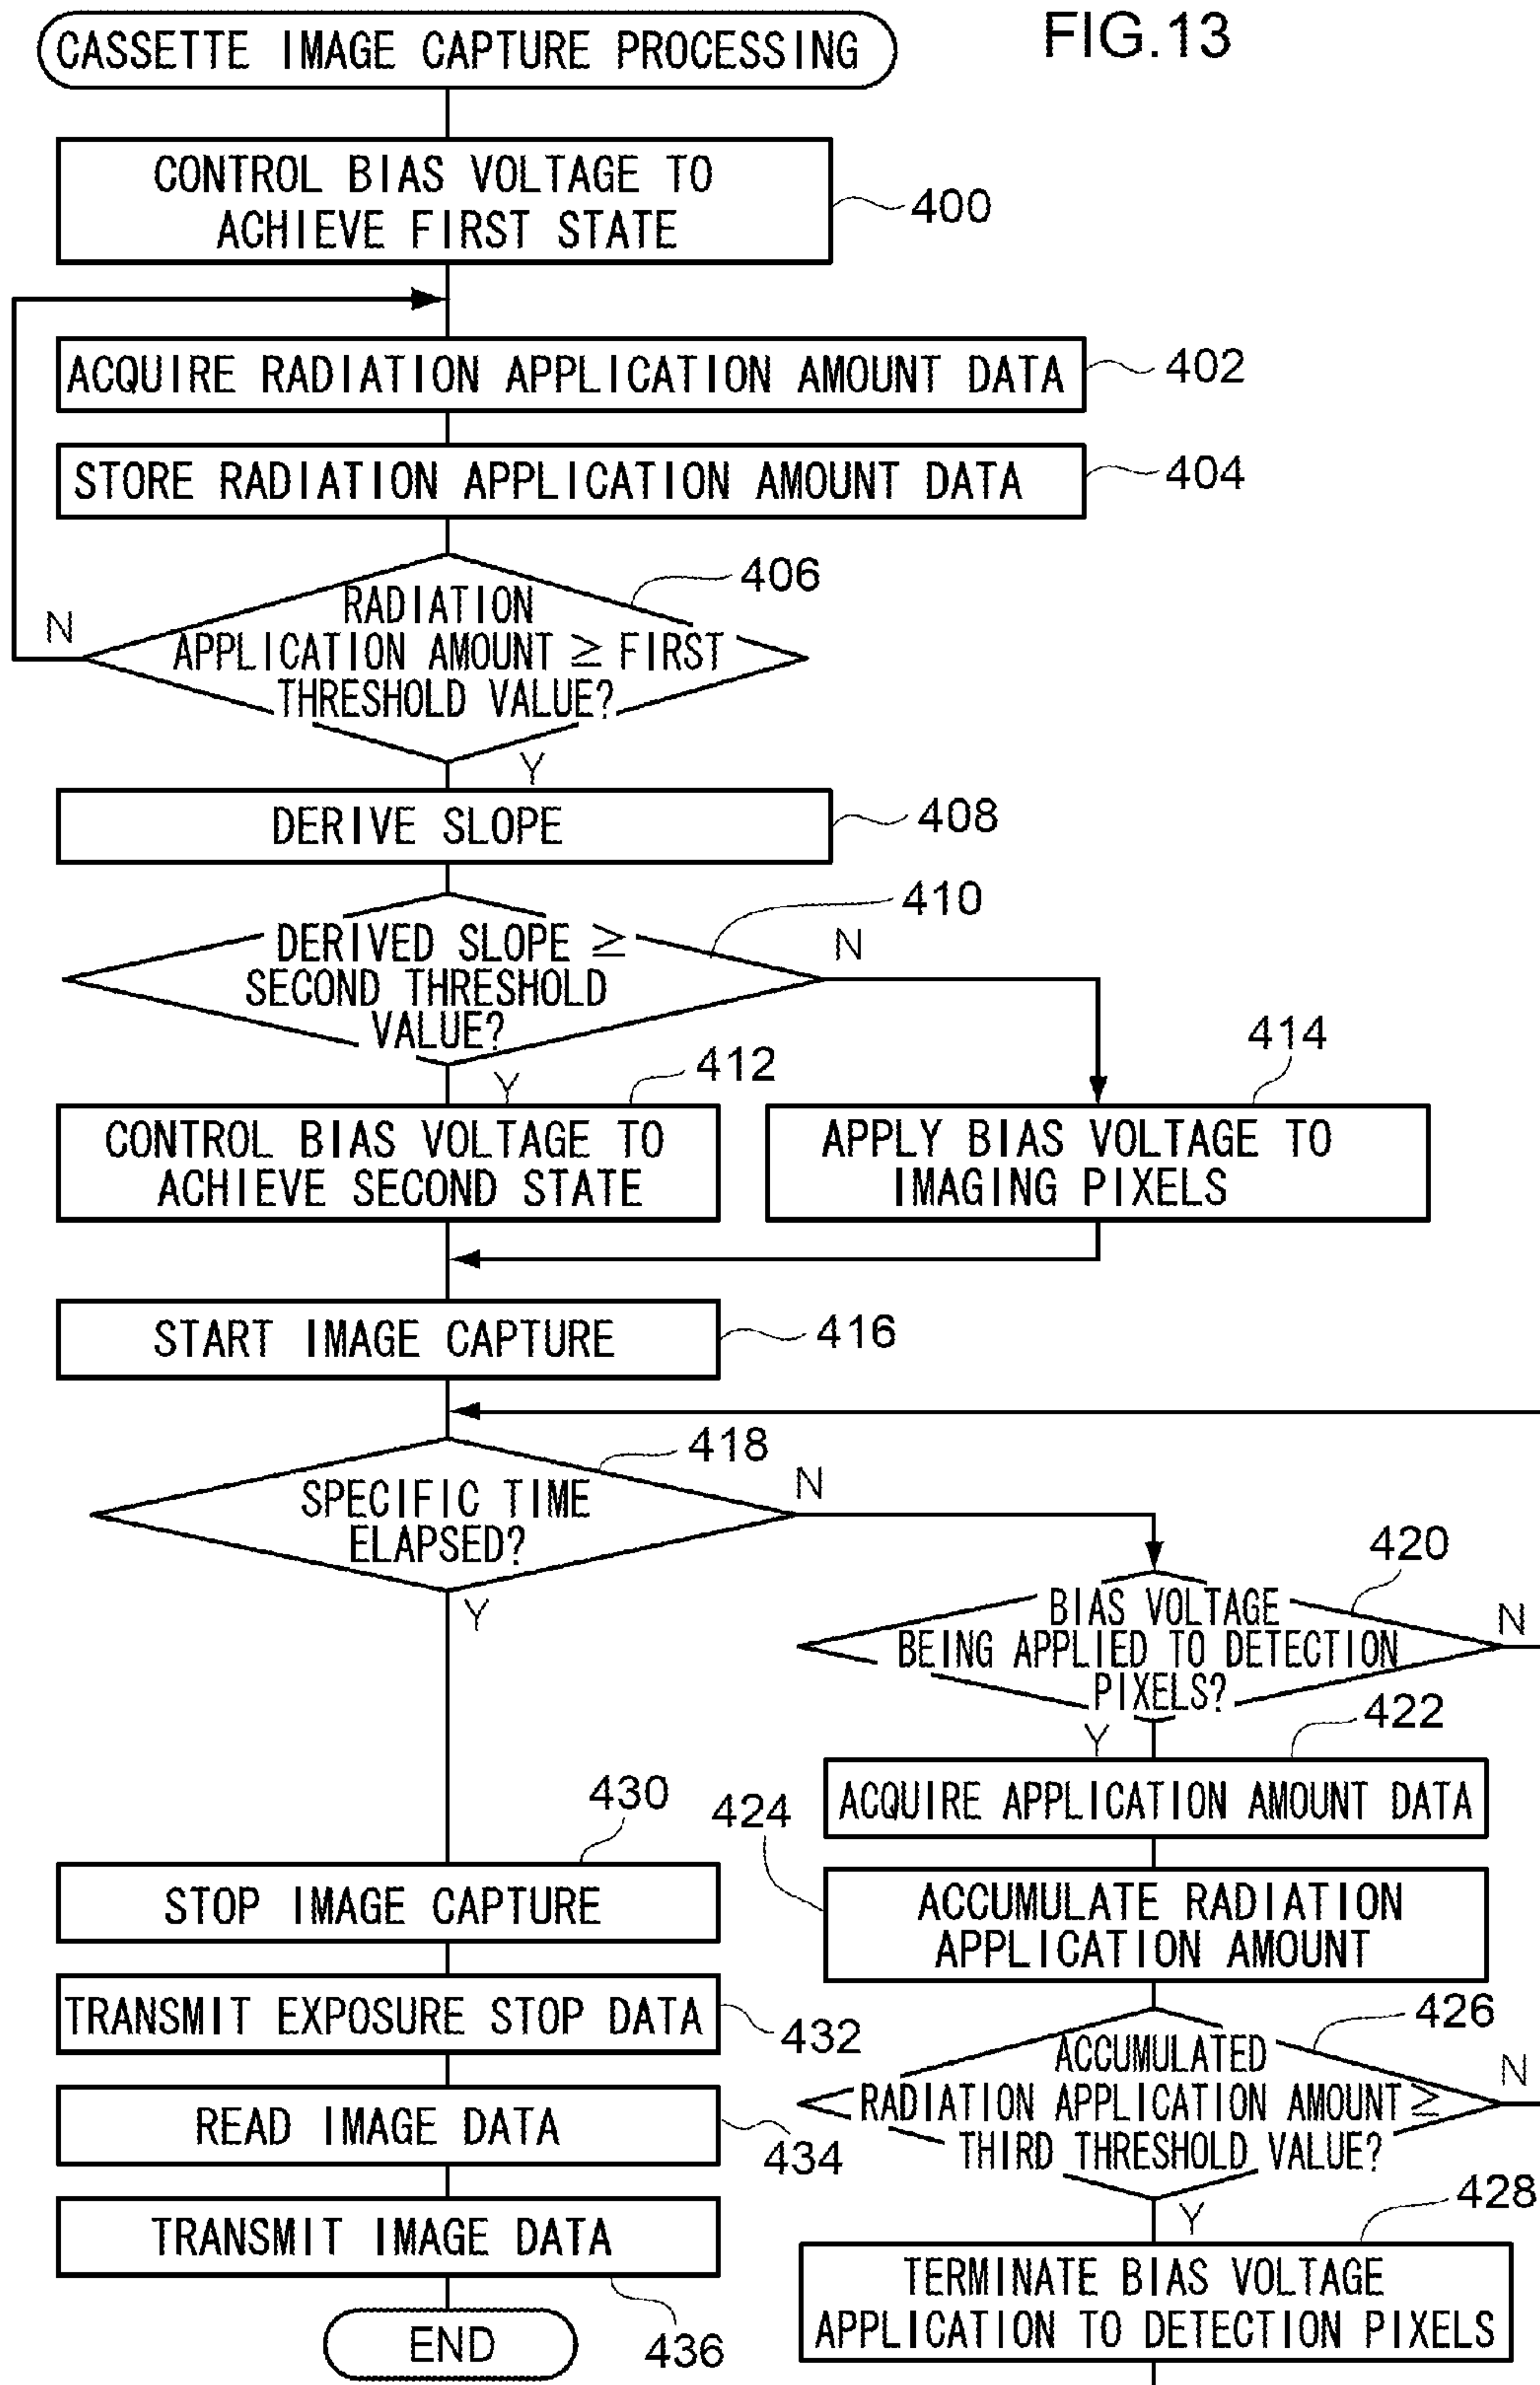 FIG.13
CASSETTE IMAGE CAPTURE PROCESSING
CONTROL BIAS VOLTAGE TO
ACHIEVE FIRST STATE
400
ACQUIRE RADIATION APPLICATION AMOUNT DATA
402
STORE RADIATION APPLICATION AMOUNT DATA
404
406
RADIATION
APPLICATION AMOUNT ≥ FIRST
THRESHOLD VALUE?
N
Y
DERIVE SLOPE
408
410
DERIVED SLOPE ≥
SECOND THRESHOLD
VALUE?
N
Y
412
CONTROL BIAS VOLTAGE TO
ACHIEVE SECOND STATE
414
APPLY BIAS VOLTAGE TO
IMAGING PIXELS
START IMAGE CAPTURE
416
418
SPECIFIC TIME
ELAPSED?
N
Y
420
BIAS VOLTAGE
BEING APPLIED TO DETECTION
PIXELS?
N
Y
422
ACQUIRE APPLICATION AMOUNT DATA
424
ACCUMULATE RADIATION
APPLICATION AMOUNT
426
ACCUMULATED
RADIATION APPLICATION AMOUNT ≥
THIRD THRESHOLD VALUE?
N
Y
428
TERMINATE BIAS VOLTAGE
APPLICATION TO DETECTION PIXELS
430
STOP IMAGE CAPTURE
TRANSMIT EXPOSURE STOP DATA
432
READ IMAGE DATA
434
TRANSMIT IMAGE DATA
436
END